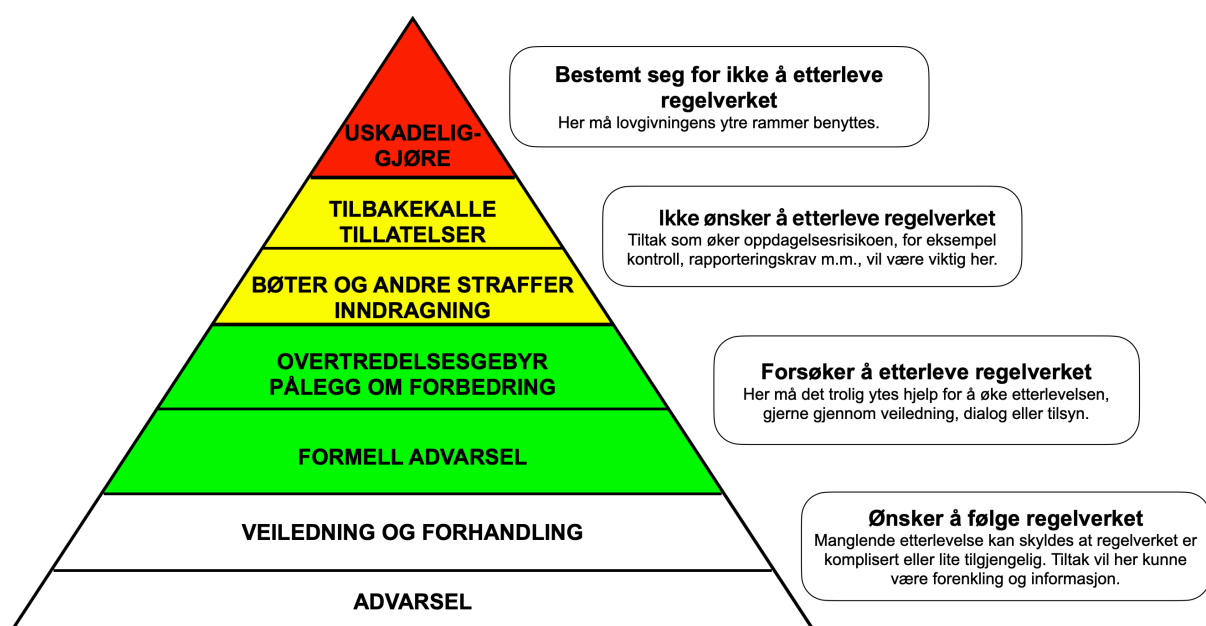 Bestemt seg for ikke å etterleve
regelverket
Her må lovgivningens ytre rammer benyttes.
USKADELIG-
GJØRE
TILBAKEKALLE
TILLATELSER
Ikke ønsker å etterleve regelverket
Tiltak som øker oppdagelsesrisikoen, for eksempel
kontroll, rapporteringskrav m.m., vil være viktig her.
BØTER OG ANDRE STRAFFER
INNDRAGNING
OVERTREDELSESGEBYR
PÅLEGG OM FORBEDRING
Forsøker å etterleve regelverket
Her må det trolig ytes hjelp for å øke etterlevelsen,
gjerne gjennom veiledning, dialog eller tilsyn.
FORMELL ADVARSEL
VEILEDNING OG FORHANDLING
Ønsker å følge regelverket
Manglende etterlevelse kan skyldes at regelverket er
komplisert eller lite tilgjengelig. Tiltak vil her kunne
være forenkling og informasjon.
ADVARSEL